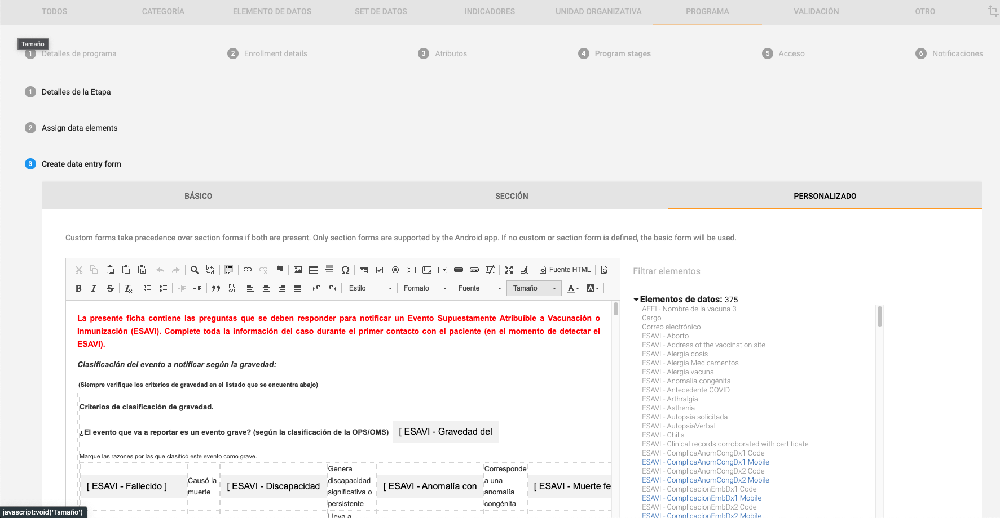 TODOS CATEGORÍA ELEMENTO DE DATOS SET DE DATOS INDICADORES UNIDAD ORGANIZATIVA PROGRAMA VALIDACIÓN OTRO
Tamaño
1 Detalles de programa 2 Enrollment details 3 Atributos 4 Program stages 5 Acceso 6 Notificaciones
1 Detalles de la Etapa
2 Assign data elements
3 Create data entry form
BÁSICO SECCIÓN PERSONALIZADO
Custom forms take precedence over section forms if both are present. Only section forms are supported by the Android app. If no custom or section form is defined, the basic form will be used.
Fuente HTML
Estilo Formato Fuente Tamaño
La presente ficha contiene las preguntas que se deben responder para notificar un Evento Supuestamente Atribuíble a Vacunación o
Inmunización (ESAVI). Complete toda la información del caso durante el primer contacto con el paciente (en el momento de detectar el
ESAVI).
Clasificación del evento a notificar según la gravedad:
(Siempre verifique los criterios de gravedad en el listado que se encuentra abajo)
Criterios de clasificación de gravedad.
¿El evento que va a reportar es un evento grave? (según la clasificación de la OPS/OMS) [ ESAVI - Gravedad del
Marque las razones por las que clasificó este evento como grave.
[ ESAVI - Fallecido ]
Causó la
muerte
[ ESAVI - Discapacidad
Genera
discapacidad
significativa o
persistente
[ ESAVI - Anomalía con
Corresponde
a una
anomalía
congénita
[ ESAVI - Muerte fe
Lleva a
Filtrar elementos
Elementos de datos: 375
AEFI - Nombre de la vacuna 3
Cargo
Correo electrónico
ESAVI - Aborto
ESAVI - Address of the vaccination site
ESAVI - Alergia dosis
ESAVI - Alergia Medicamentos
ESAVI - Alergia vacuna
ESAVI - Anomalía congénita
ESAVI - Antecedente COVID
ESAVI - Arthralgia
ESAVI - Asthenia
ESAVI - Autopsia solicitada
ESAVI - AutopsiaVerbal
ESAVI - Chills
ESAVI - Clinical records corroborated with certificate
ESAVI - ComplicaAnomCongDx1 Code
ESAVI - ComplicaAnomCongDx1 Mobile
ESAVI - ComplicaAnomCongDx2 Code
ESAVI - ComplicaAnomCongDx2 Mobile
ESAVI - ComplicacionEmbDx1 Code
ESAVI - ComplicacionEmbDx1 Mobile
ESAVI - ComplicacionEmbDx2 Code
ESAVI - ComplicacionEmbDx2 Mobile
javascript:void('Tamaño')